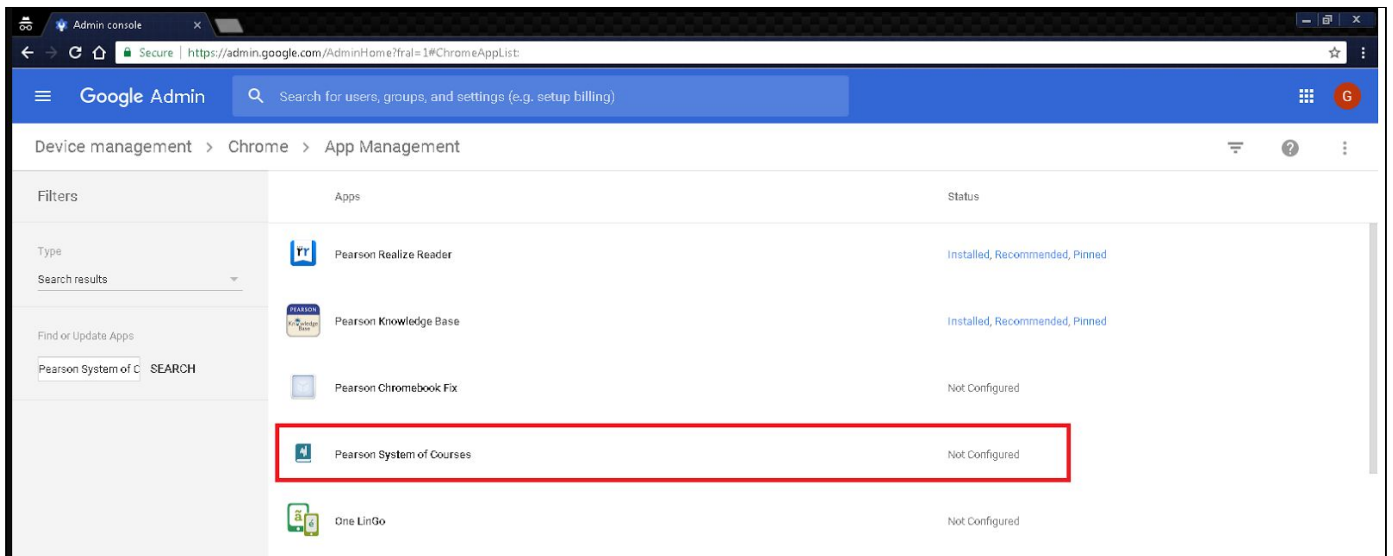 Admin console
Secure | https://admin.google.com/AdminHome?fral=1#ChromeAppList:
Google Admin
Search for users, groups, and settings (e.g. setup billing)
G
Device management > Chrome > App Management
Filters
Apps
Status
Type
Search results
Find or Update Apps
Pearson System of C
SEARCH
Pearson Realize Reader
Installed, Recommended, Pinned
PEARSON
Knowledge
Base
Pearson Knowledge Base
Installed, Recommended, Pinned
Pearson Chromebook Fix
Not Configured
Pearson System of Courses
Not Configured
ã
é
One LinGo
Not Configured